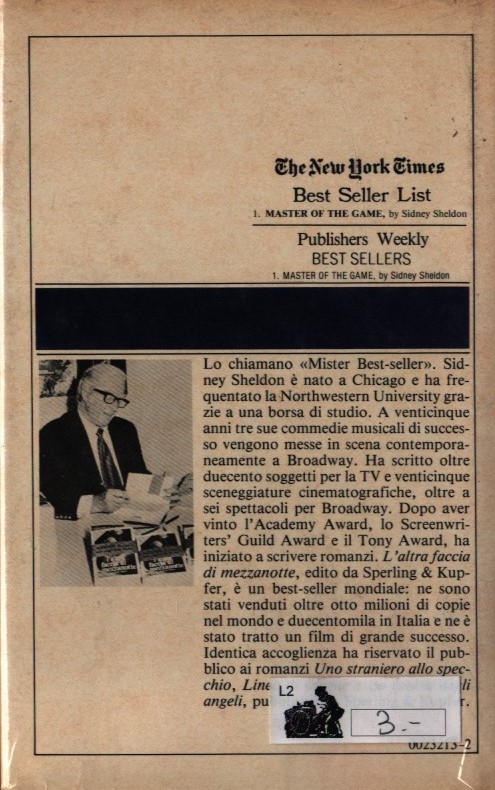 The New York Times
Best Seller List
1. MASTER OF THE GAME, by Sidney Sheldon
Publishers Weekly
BEST SELLERS
1. MASTER OF THE GAME, by Sidney Sheldon
Lo chiamano «Mister Best-seller». Sid-
ney Sheldon è nato a Chicago e ha fre-
quentato la Northwestern University gra-
zie a una borsa di studio. A venticinque
anni tre sue commedie musicali di succes-
so vengono messe in scena contempora-
neamente a Broadway. Ha scritto oltre
duecento soggetti per la TV e venticinque
sceneggiature cinematografiche, oltre a
sei spettacoli per Broadway. Dopo aver
vinto l'Academy Award, lo Screenwri-
ters' Guild Award e il Tony Award, ha
iniziato a scrivere romanzi. L'altra faccia
di mezzanotte, edito da Sperling & Kup-
fer, è un best-seller mondiale: ne sono
stati venduti oltre otto milioni di copie
nel mondo e duecentomila in Italia e ne è
stato tratto un film di grande successo.
Identica accoglienza ha riservato il pub-
blico ai romanzi Uno straniero allo spec-
chio,
angeli,
L2
3.-
0023213-2